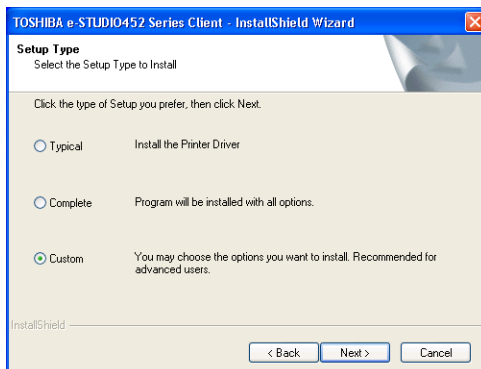 TOSHIBA e-STUDIO452 Series Client - InstallShield Wizard
Setup Type
Select the Setup Type to Install
Click the type of Setup you prefer, then click Next.
Typical Install the Printer Driver
Complete Program will be installed with all options.
Custom You may choose the options you want to install. Recommended for
advanced users.
InstallShield
< Back Next > Cancel